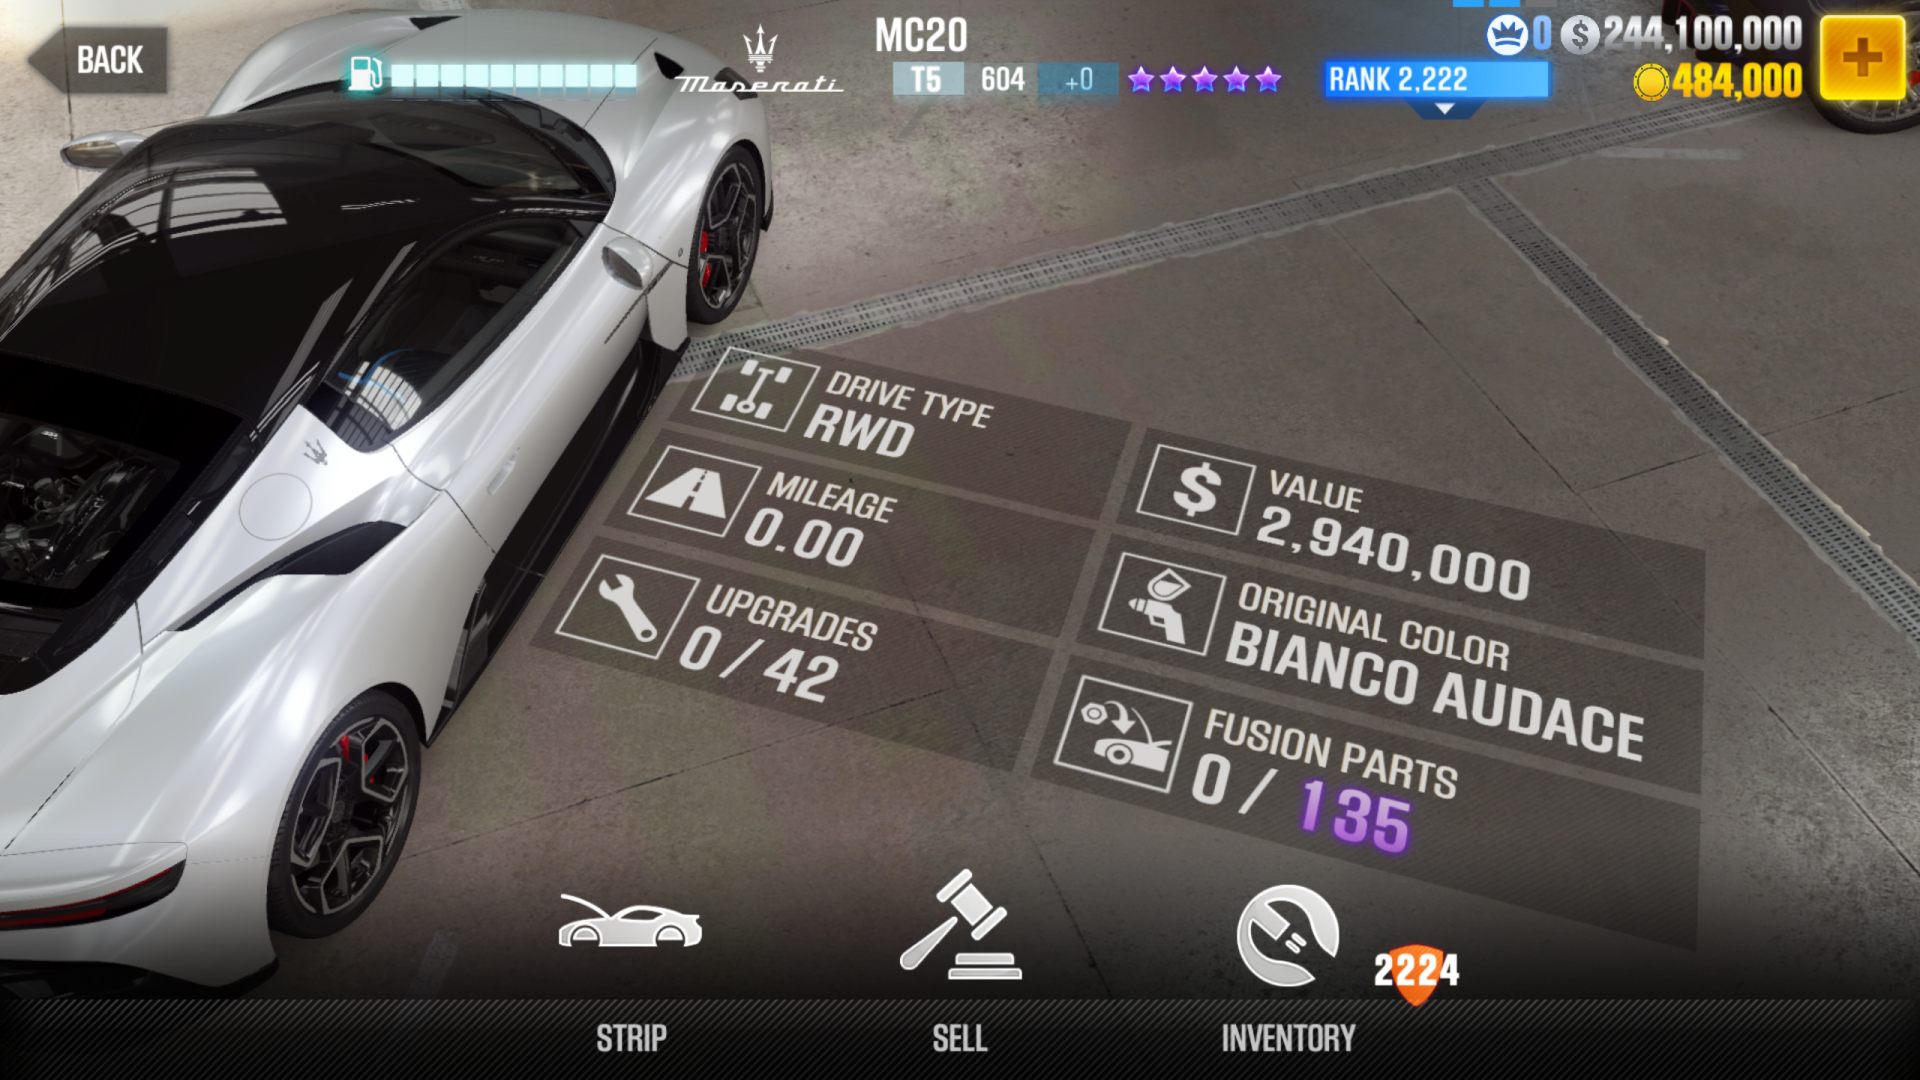 BACK
Maserati
MC20
T5 604 +0
RANK 2,222
0 $ 244,100,000
484,000
DRIVE TYPE
RWD
MILEAGE
0.00
UPGRADES
0/42
$ VALUE
2,940,000
ORIGINAL COLOR
BIANCO AUDACE
FUSION PARTS
0/ 135
2224
STRIP
SELL
INVENTORY